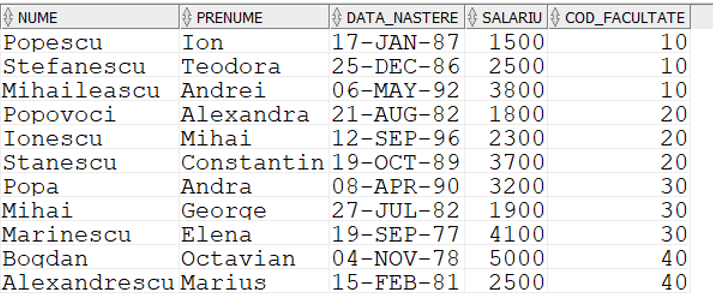 NUME PRENUME DATA_NASTERE SALARIU COD_FACULTATE
Popescu Ion 17-JAN-87 1500 10
Stefanescu Teodora 25-DEC-86 2500 10
Mihaileascu Andrei 06-MAY-92 3800 10
Popovoci Alexandra 21-AUG-82 1800 20
Ionescu Mihai 12-SEP-96 2300 20
Stanescu Constantin 19-OCT-89 3700 20
Popa Andra 08-APR-90 3200 30
Mihai George 27-JUL-82 1900 30
Marinescu Elena 19-SEP-77 4100 30
Bogdan Octavian 04-NOV-78 5000 40
Alexandrescu Marius 15-FEB-81 2500 40